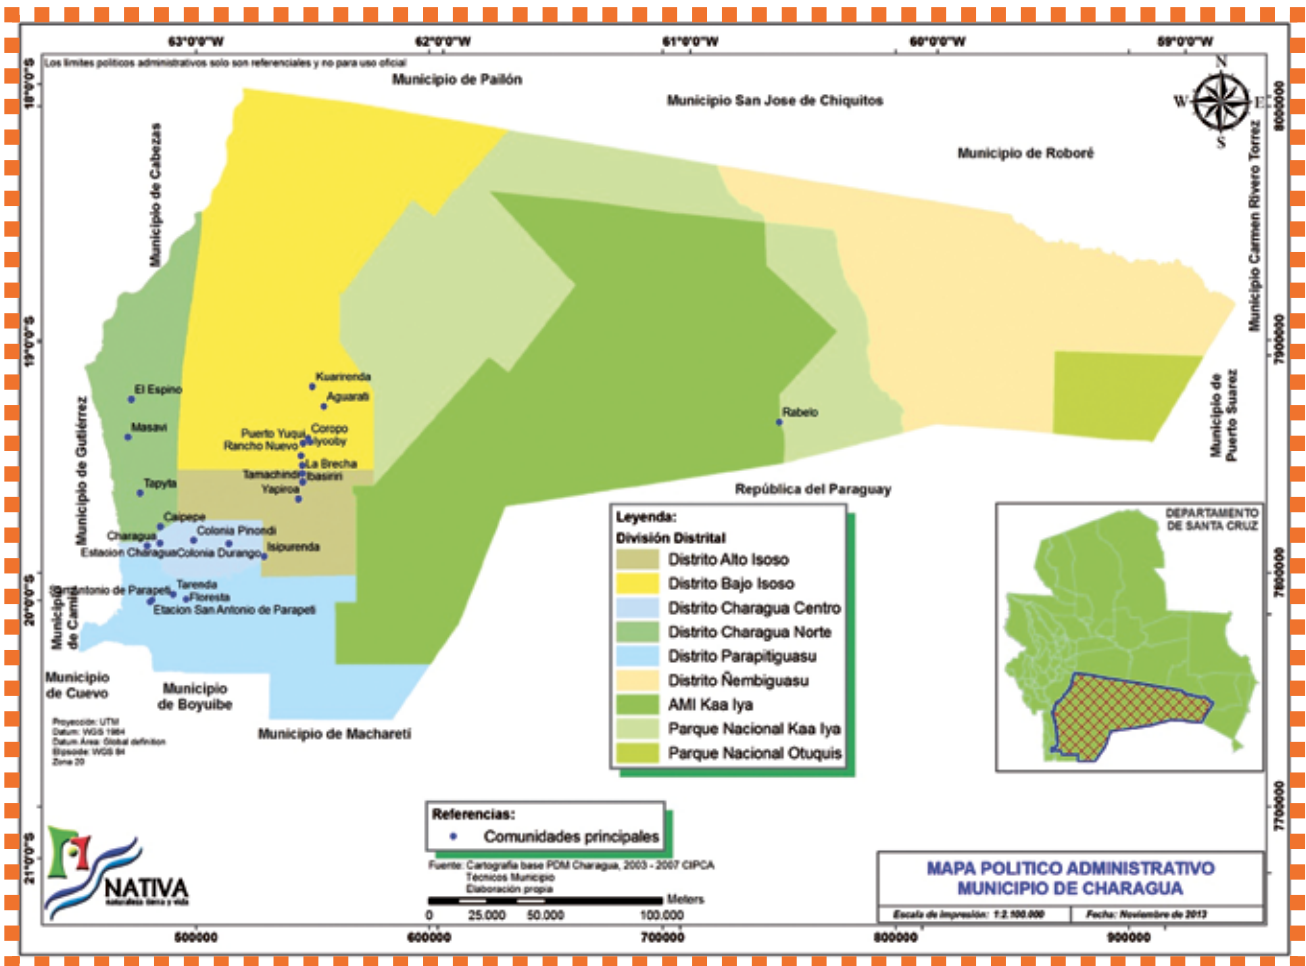 63°0'0"W
62°0'0"W
61°0'0"W
60°0'0"W
59°0'0"W
Los límites políticos administrativos solo son referenciales y no para uso oficial
18°0'0"S
19°0'0"S
20°0'0"S
21°0'0"S
Municipio de Pailón
Municipio San Jose de Chiquitos
Municipio de Roboré
Municipio Carmen Rivero Torrez
Municipio de
Puerto Suarez
Municipio de Cabezas
Municipio de Gutiérrez
N
W
E
S
8000000
7900000
7800000
7700000
Kuarirenda
Aguarati
El Espino
Masavi
Coropo
Puerto Yuqui
Iyooby
Rancho Nuevo
La Brecha
Tamachindi
Ibasiriri
Yapiroa
Tapyta
Rabelo
Caipepe
Charagua
Colonia Pinondi
Estacion Charagua
Colonia Durango
Isipurenda
Antonio de Parapeti
Tarenda
Floresta
Etacion San Antonio de Parapeti
Municipio
de Camiri
Municipio
de Cuevo
Municipio
de Boyuibe
Municipio de Machareti
República del Paraguay
Leyenda:
División Distrital
Distrito Alto Isoso
Distrito Bajo Isoso
Distrito Charagua Centro
Distrito Charagua Norte
Distrito Parapitiguasu
Distrito Ñembiguasu
AMI Kaa Iya
Parque Nacional Kaa Iya
Parque Nacional Otuquis
DEPARTAMENTO
DE SANTA CRUZ
Proyección: UTM
Datum: WGS 1984
Datum Area: Global definition
Elipsoide: WGS 84
Zona 20
NATIVA
naturaleza tierra y vida
Referencias:
Comunidades principales
Fuente: Cartografía base PDM Charagua, 2003 - 2007 CIPCA
Técnicos Municipio
Elaboración propia
Meters
0 25.000 50.000 100.000
MAPA POLITICO ADMINISTRATIVO
MUNICIPIO DE CHARAGUA
Escala de impresión: 1:2.100.000
Fecha: Noviembre de 2013
500000
600000
700000
800000
900000